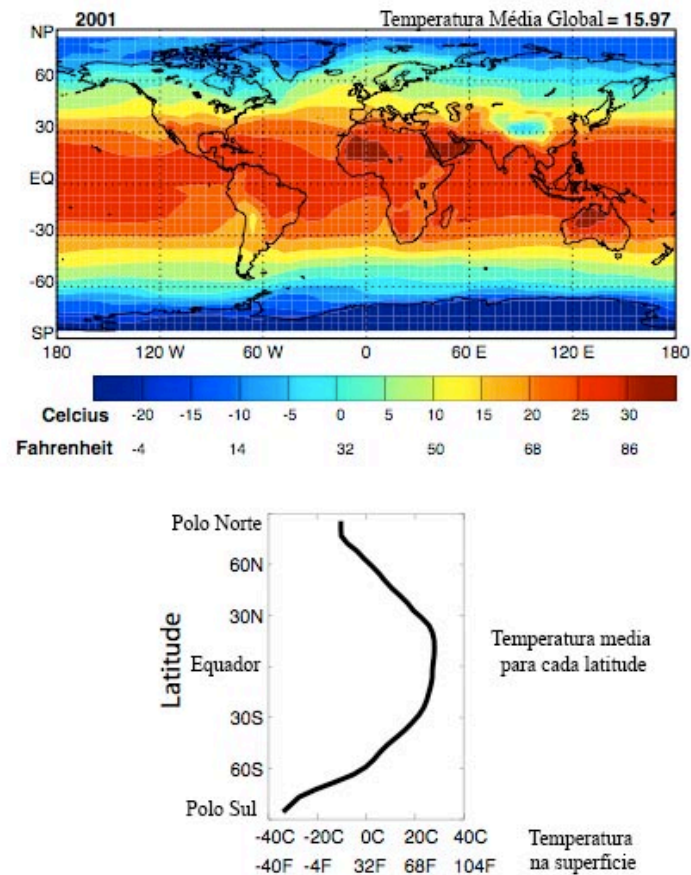 2001 Temperatura Média Global = 15.97
NP
60
30
EQ
-30
-60
SP
180 120 W 60 W 0 60 E 120 E 180
Celcius -20 -15 -10 -5 0 5 10 15 20 25 30
Fahrenheit -4 14 32 50 68 86
Polo Norte
60N
30N
Equador
30S
60S
Polo Sul
Latitude
Temperatura media
para cada latitude
-40C -20C 0C 20C 40C
-40F -4F 32F 68F 104F
Temperatura
na superfície